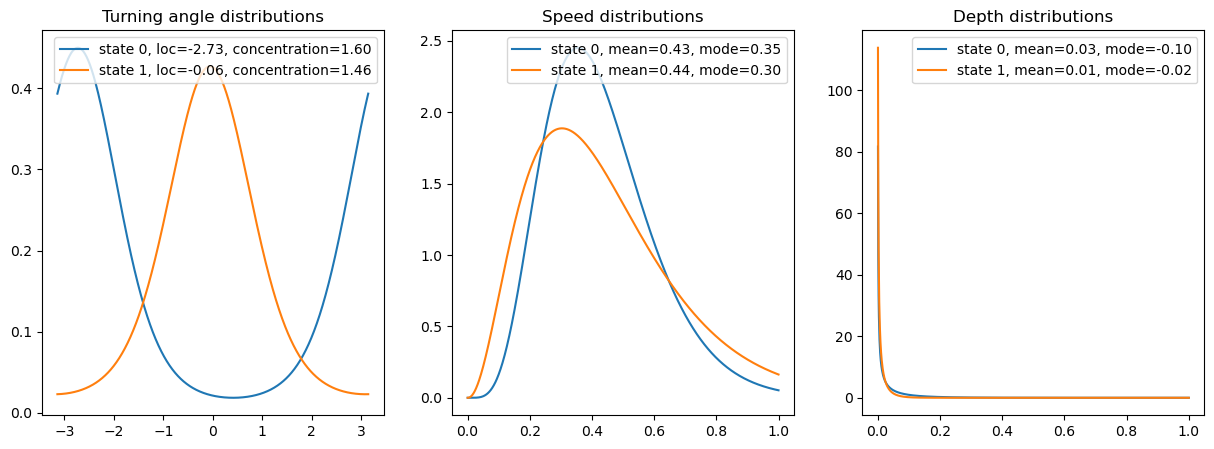 Turning angle distributions
state 0, loc=-2.73, concentration=1.60
state 1, loc=-0.06, concentration=1.46
0.4
0.3
0.2
0.1
0.0
−3 −2 −1 0 1 2 3
Speed distributions
state 0, mean=0.43, mode=0.35
state 1, mean=0.44, mode=0.30
2.5
2.0
1.5
1.0
0.5
0.0
0.0 0.2 0.4 0.6 0.8 1.0
Depth distributions
state 0, mean=0.03, mode=-0.10
state 1, mean=0.01, mode=-0.02
100
80
60
40
20
0
0.0 0.2 0.4 0.6 0.8 1.0